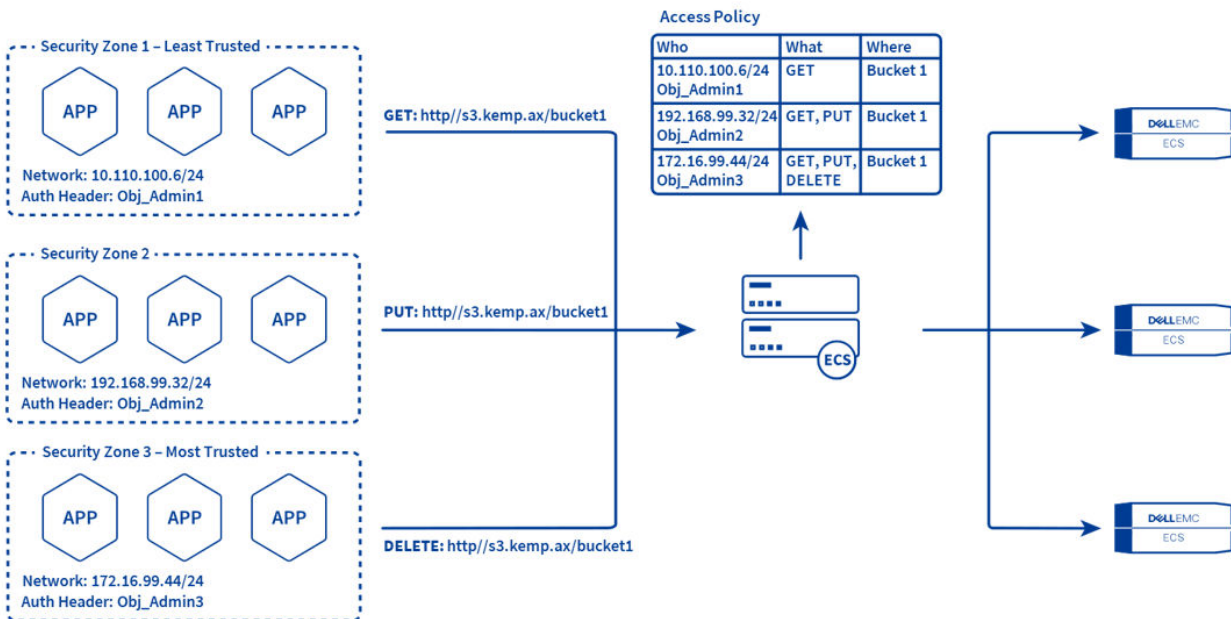 Security Zone 1 – Least Trusted
APP APP APP
Network: 10.110.100.6/24
Auth Header: Obj_Admin1
Security Zone 2
APP APP APP
Network: 192.168.99.32/24
Auth Header: Obj_Admin2
Security Zone 3 – Most Trusted
APP APP APP
Network: 172.16.99.44/24
Auth Header: Obj_Admin3
GET: http//s3.kemp.ax/bucket1
PUT: http//s3.kemp.ax/bucket1
DELETE: http//s3.kemp.ax/bucket1
Access Policy
Who What Where
10.110.100.6/24 GET Bucket 1
Obj_Admin1
192.168.99.32/24 GET, PUT Bucket 1
Obj_Admin2
172.16.99.44/24 GET, PUT, Bucket 1
Obj_Admin3 DELETE
ECS
DELLEMC
ECS
DELLEMC
ECS
DELLEMC
ECS